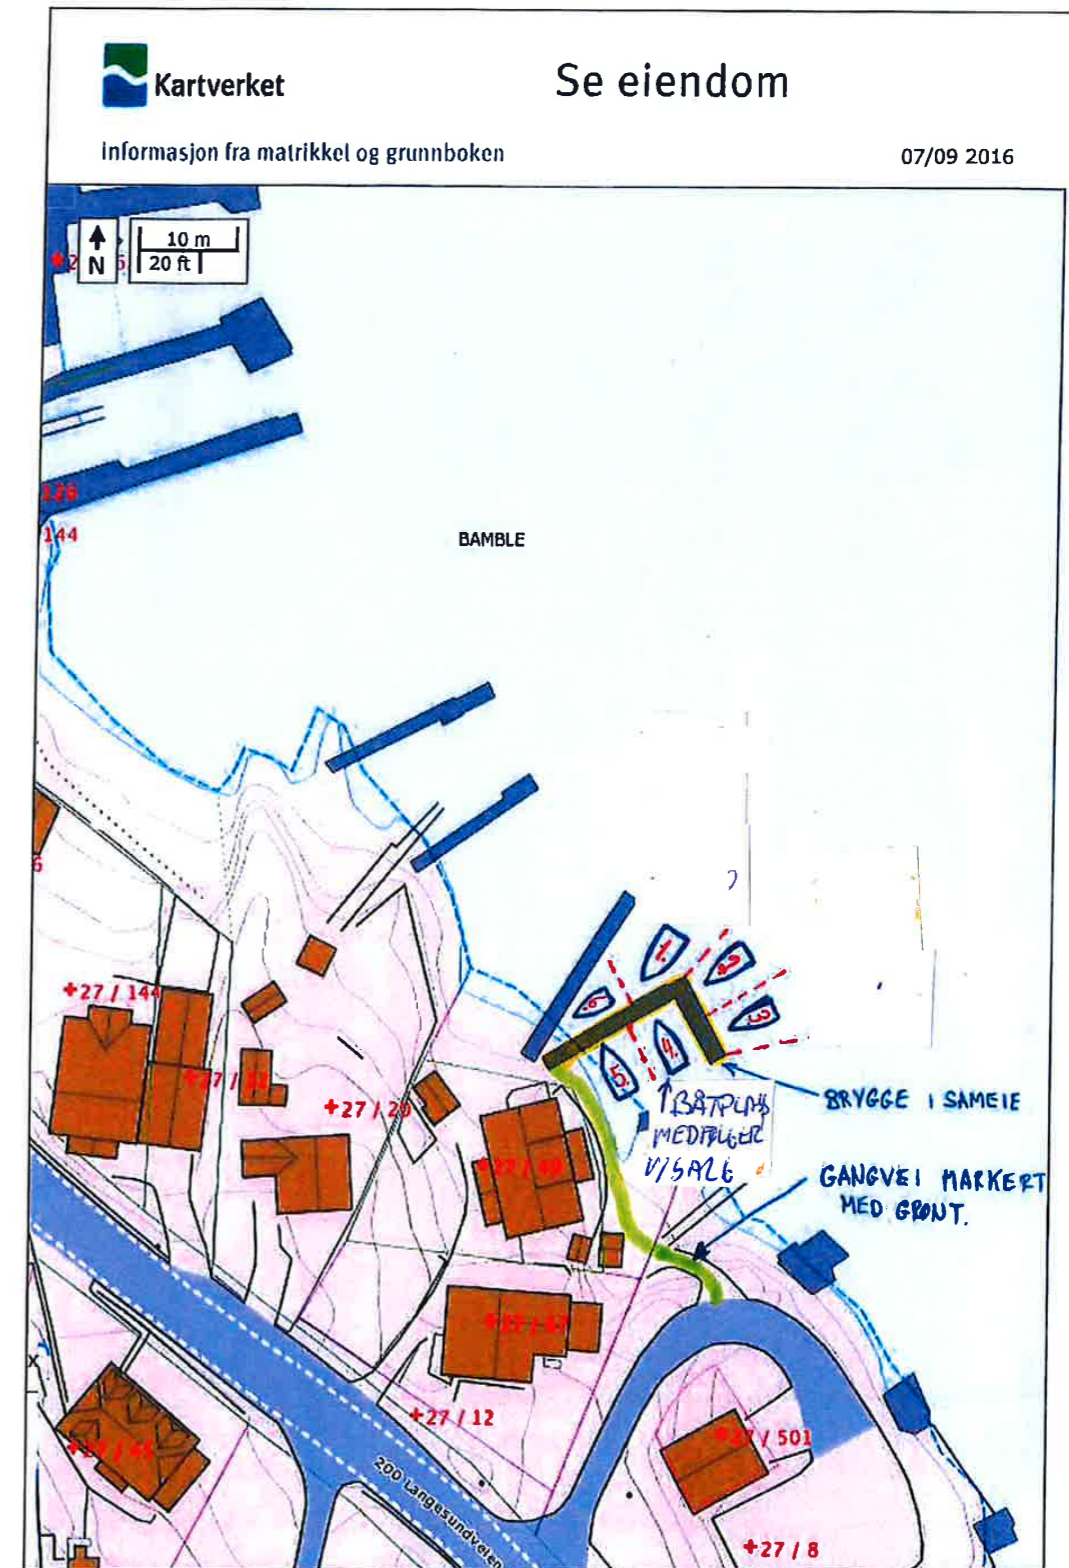 Kartverket
Se eiendom
Informasjon fra matrikkel og grunnboken
07/09 2016
10 m
20 ft
N
126
144
BAMBLE
6
+27 / 144
1.
2
3
4.
5.
6.
BRYGGE I SAMEIE
BÅTPLASS
MEDFØLGER
V/SALG
GANGVEI MARKERT
MED GRØNT.
+27 / 12
27 / 501
200 Langesundveien
+27 / 8